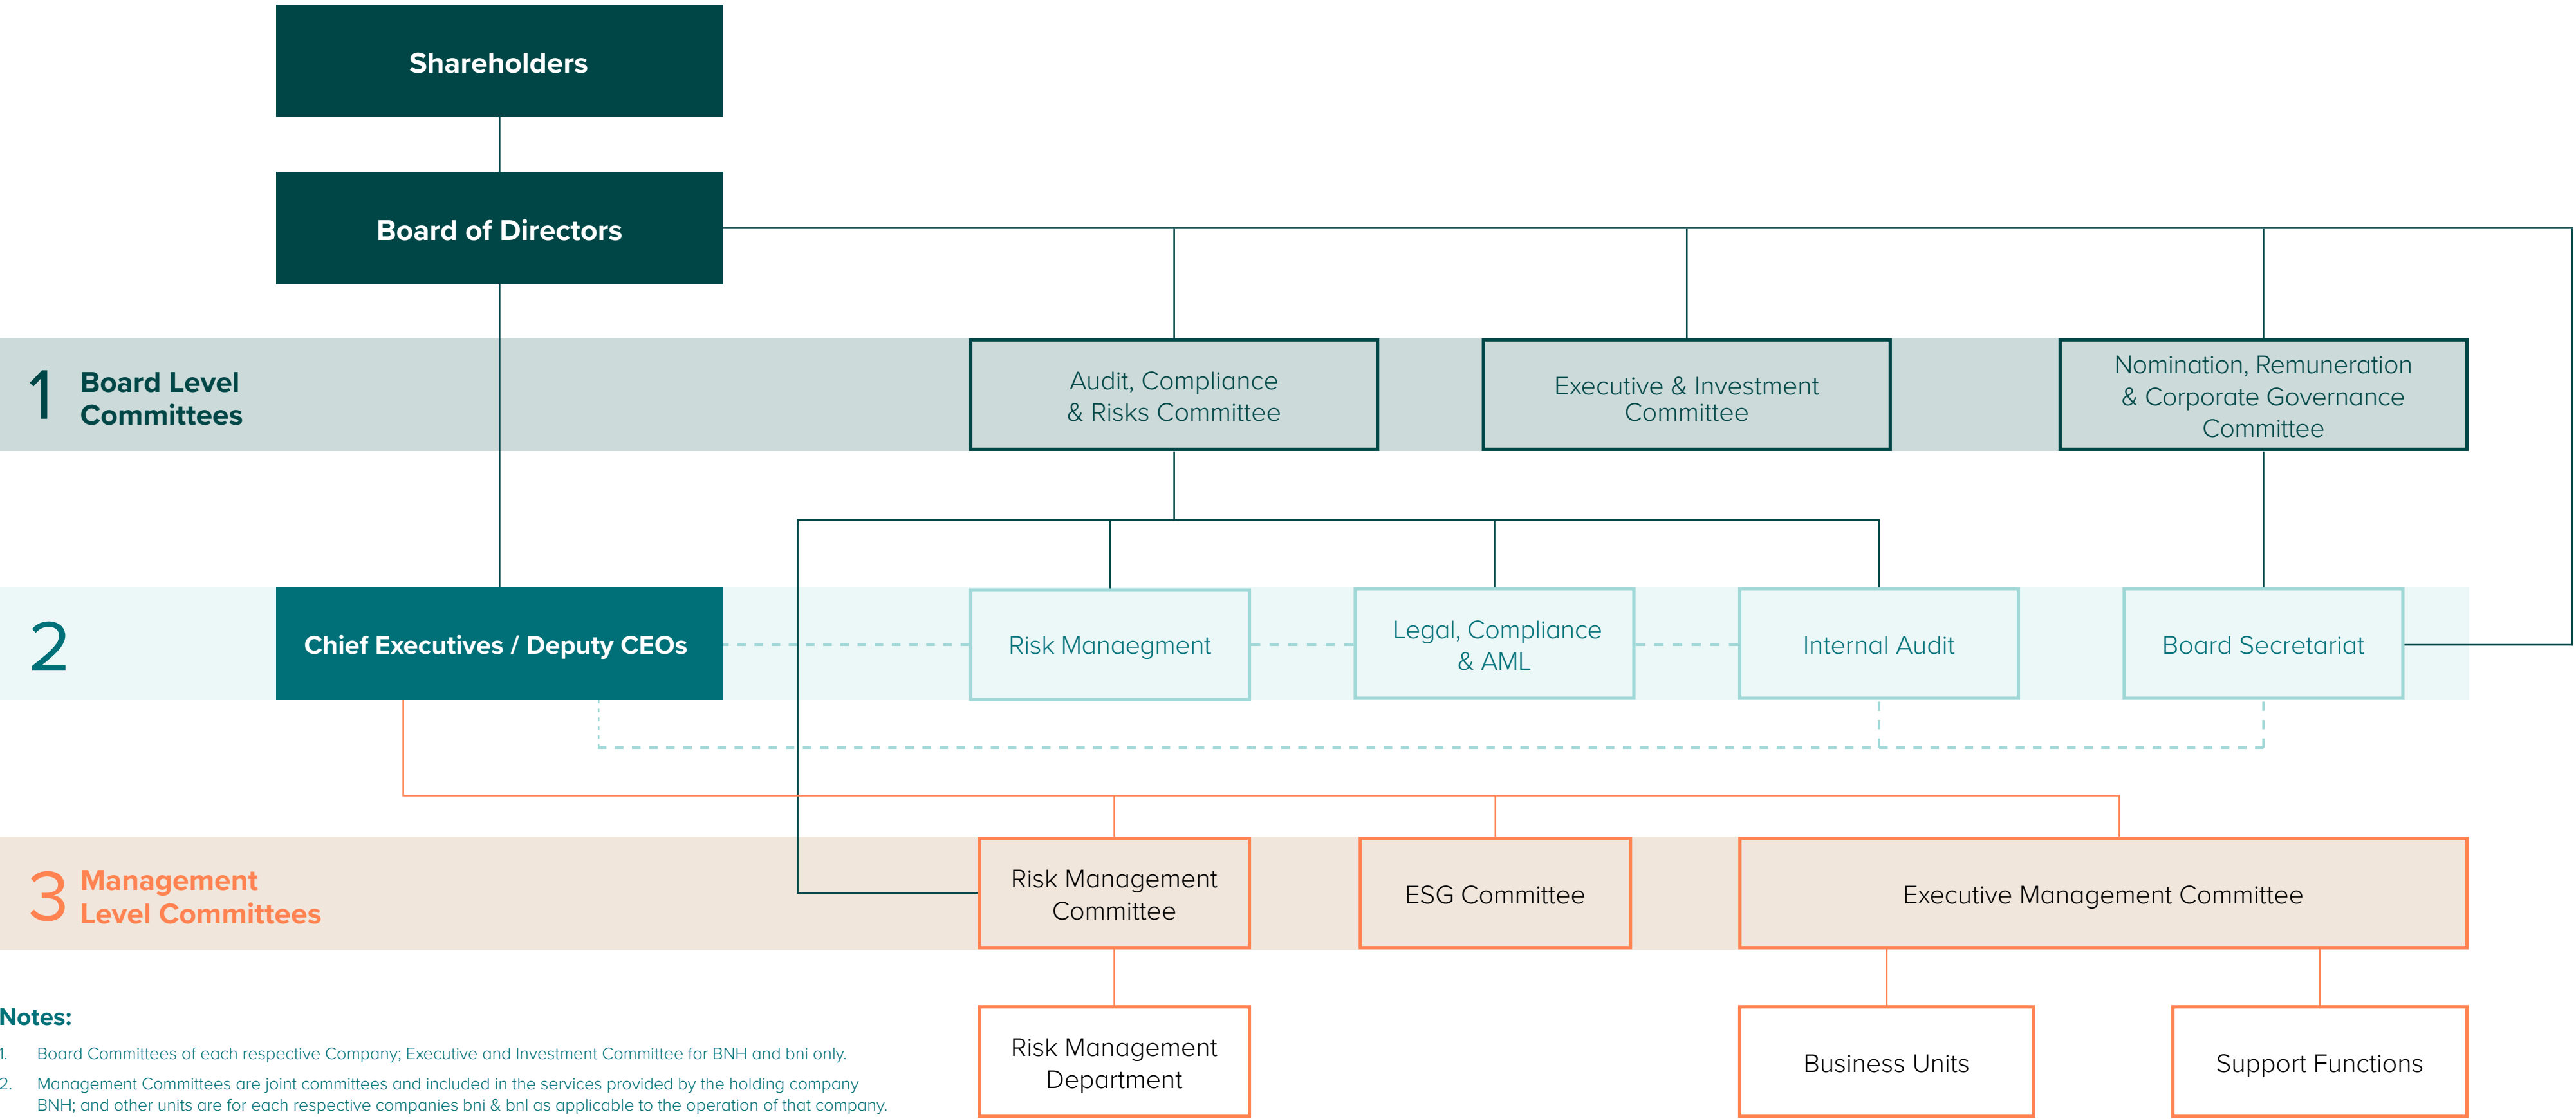 Shareholders
Board of Directors
1 Board Level
Committees
Audit, Compliance
& Risks Committee
Executive & Investment
Committee
Nomination, Remuneration
& Corporate Governance
Committee
2
Chief Executives / Deputy CEOs
Risk Manaegment
Legal, Compliance
& AML
Internal Audit
Board Secretariat
3 Management
Level Committees
Risk Management
Committee
ESG Committee
Executive Management Committee
Risk Management
Department
Business Units
Support Functions
Notes:
1. Board Committees of each respective Company; Executive and Investment Committee for BNH and bni only.
2. Management Committees are joint committees and included in the services provided by the holding company
BNH; and other units are for each respective companies bni & bnl as applicable to the operation of that company.